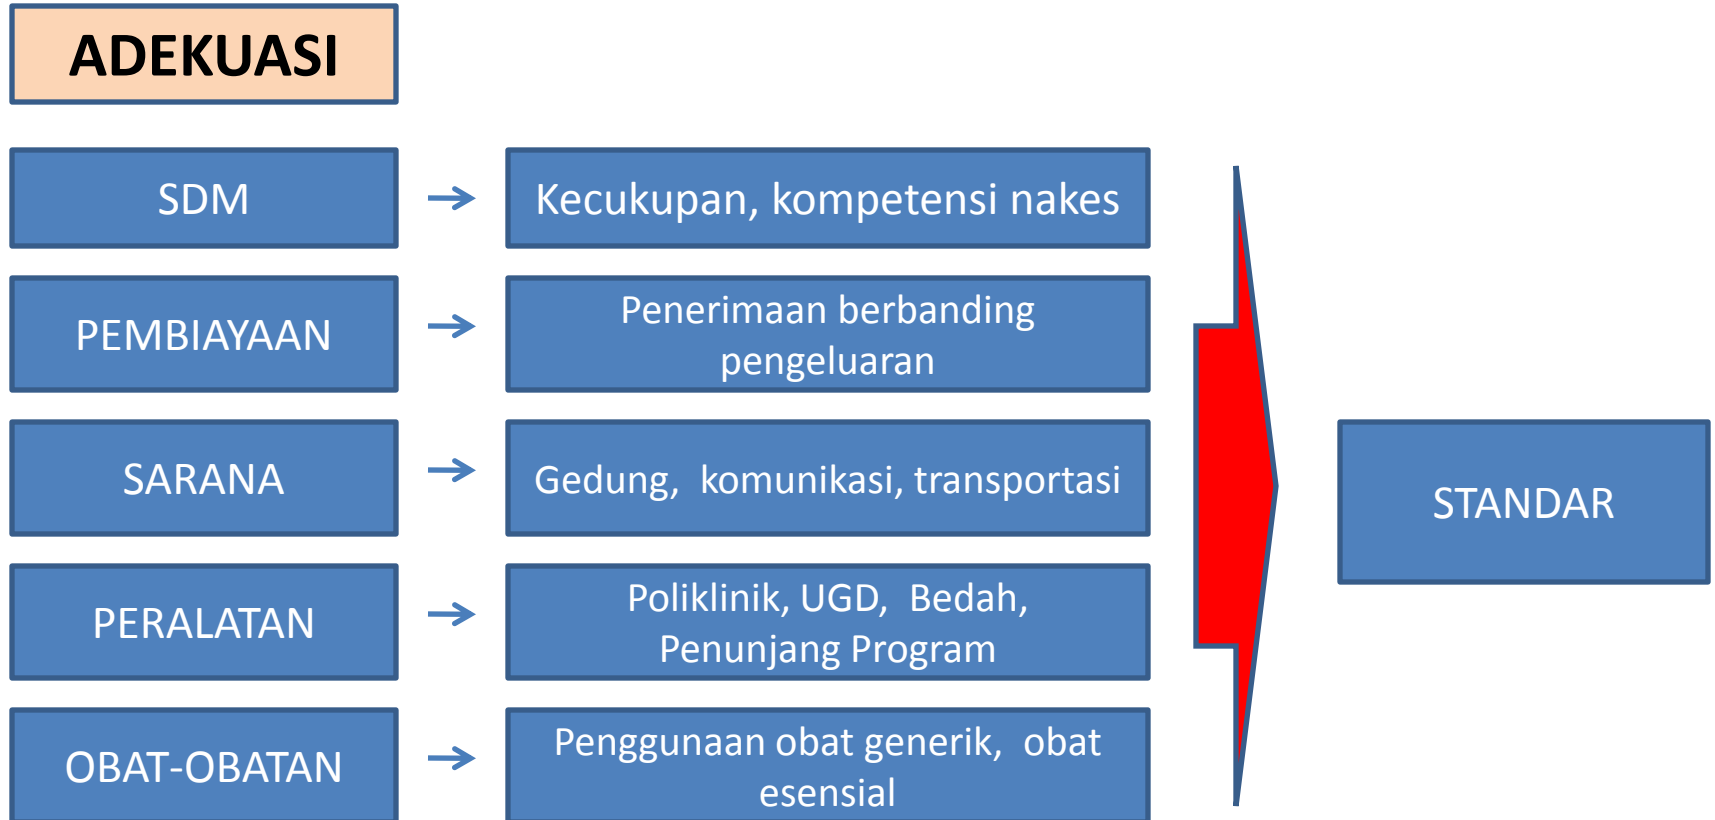 ADEKUASI
SDM
Kecukupan, kompetensi nakes
PEMBIAYAAN
Penerimaan berbanding
pengeluaran
SARANA
Gedung, komunikasi, transportasi
STANDAR
PERALATAN
Poliklinik, UGD, Bedah,
Penunjang Program
OBAT-OBATAN
Penggunaan obat generik, obat
esensial